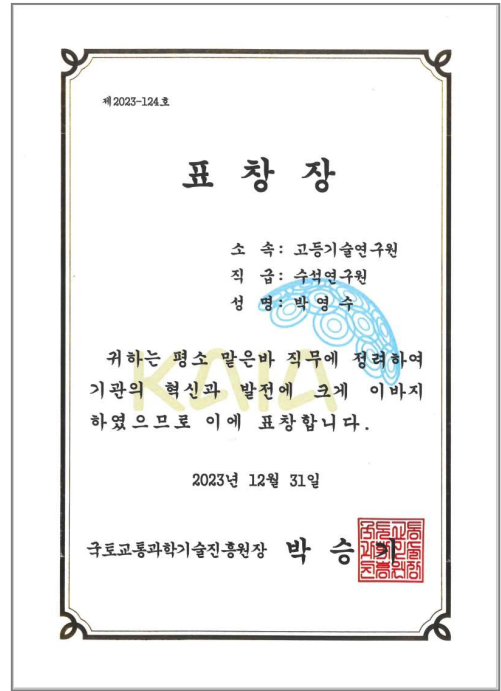 제2023-124호
표 창 장
소 속: 고등기술연구원
직 급: 수석연구원
성 명: 박영수
귀하는 평소 맡은바 직무에 정려하여
기관의 혁신과 발전에 크게 이바지
하였으므로 이에 표창합니다.
KAIA
2023년 12월 31일
국토교통과학기술진흥원장 박 승 기